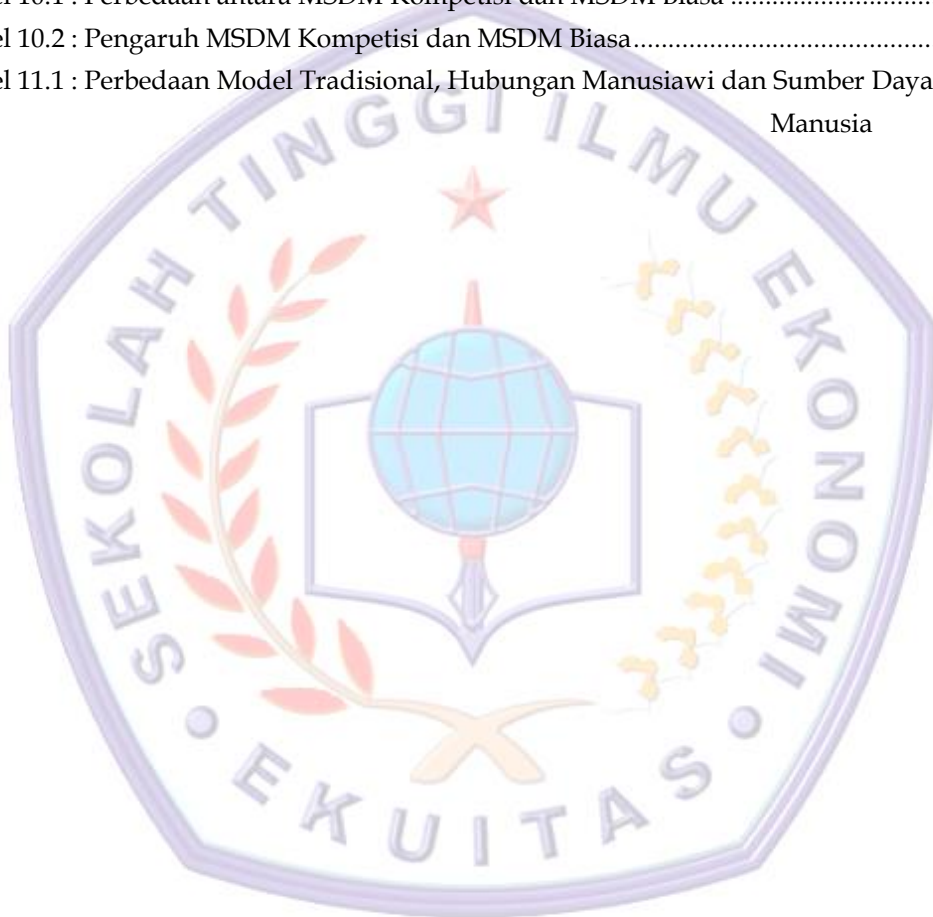 el 10.1 : Perbedaan antara MSDM Kompetisi dan MSDM Biasa ..............................
el 10.2 : Pengaruh MSDM Kompetisi dan MSDM Biasa..........................................
el 11.1 : Perbedaan Model Tradisional, Hubungan Manusiawi dan Sumber Daya
Manusia
SEKOLAH TINGGI ILMU EKONOMI
• EKUITAS •